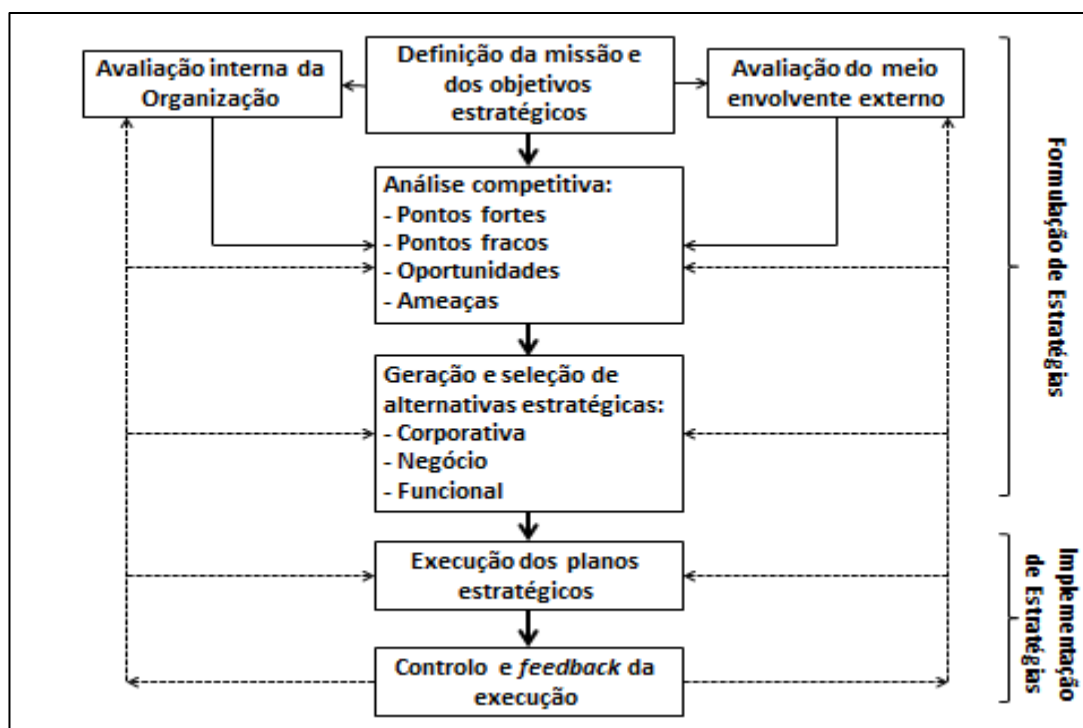 Avaliação interna da
Organização
Definição da missão e
dos objetivos
estratégicos
Avaliação do meio
envolvente externo
Análise competitiva:
- Pontos fortes
- Pontos fracos
- Oportunidades
- Ameaças
Geração e seleção de
alternativas estratégicas:
- Corporativa
- Negócio
- Funcional
Execução dos planos
estratégicos
Controlo e feedback da
execução
Formulação de Estratégias
Implementação
de Estratégias